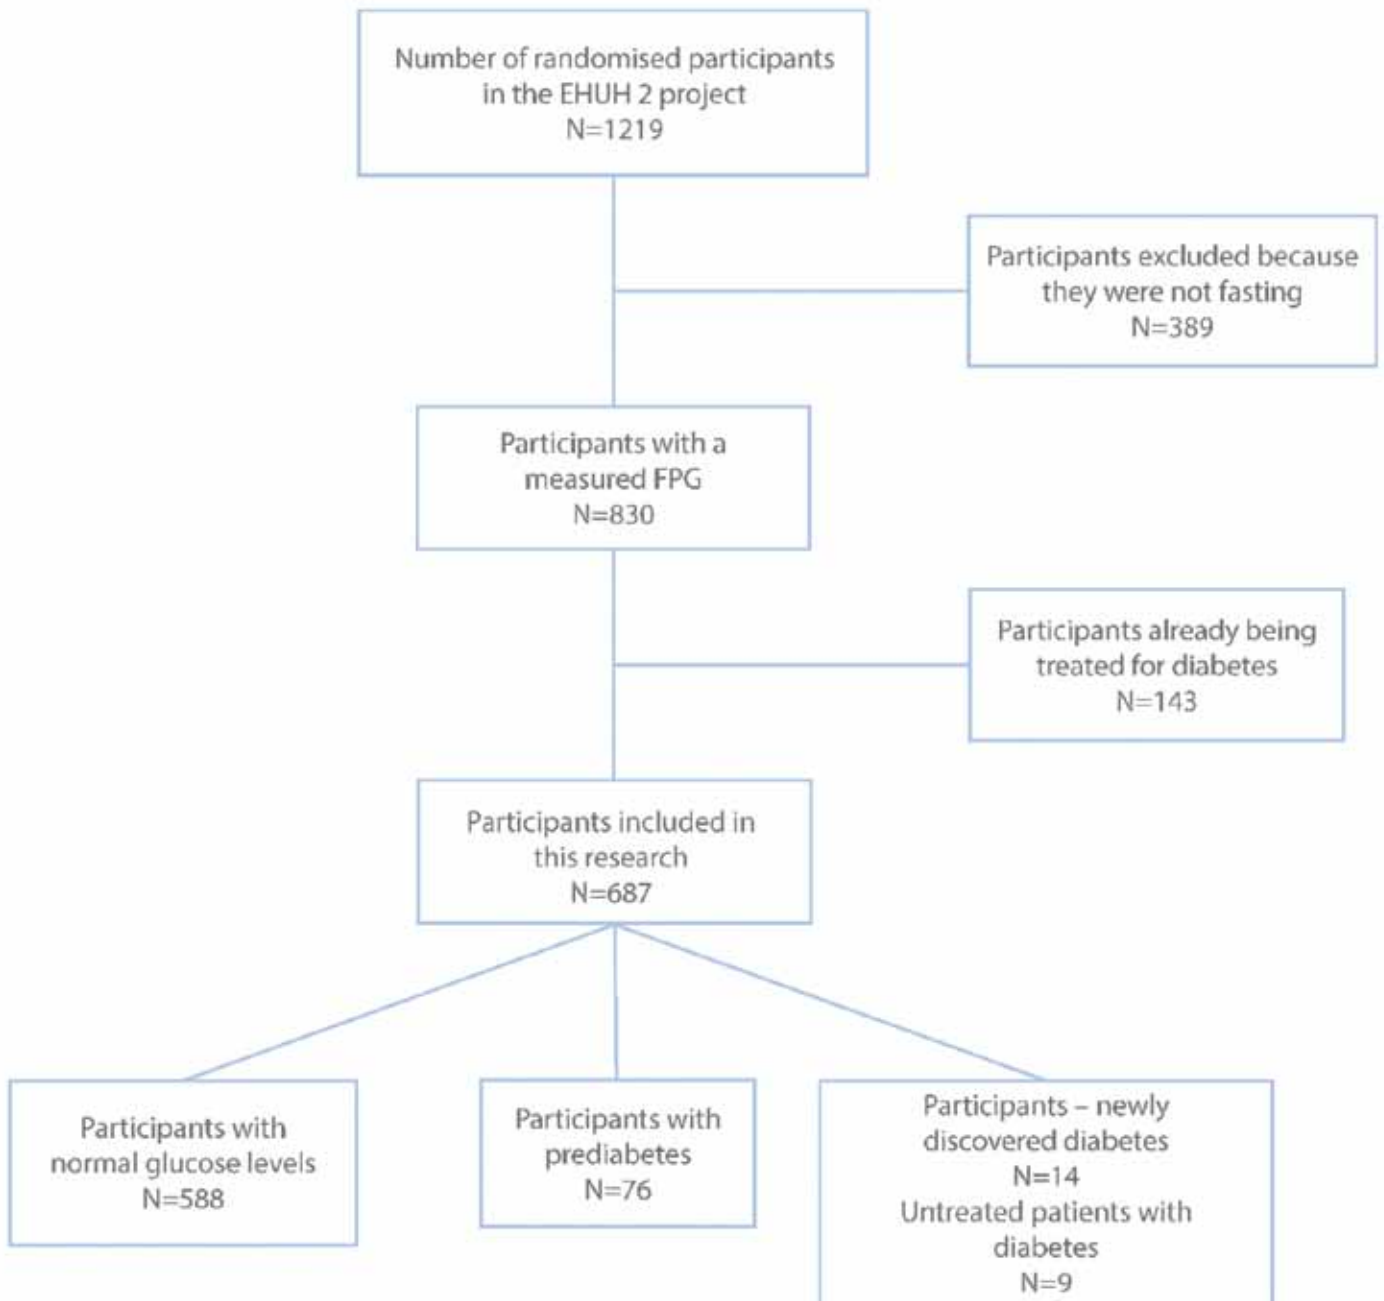 Number of randomised participants
in the EHUH 2 project
N=1219
Participants excluded because
they were not fasting
N=389
Participants with a
measured FPG
N=830
Participants already being
treated for diabetes
N=143
Participants included in
this research
N=687
Participants with
normal glucose levels
N=588
Participants with
prediabetes
N=76
Participants – newly
discovered diabetes
N=14
Untreated patients with
diabetes
N=9